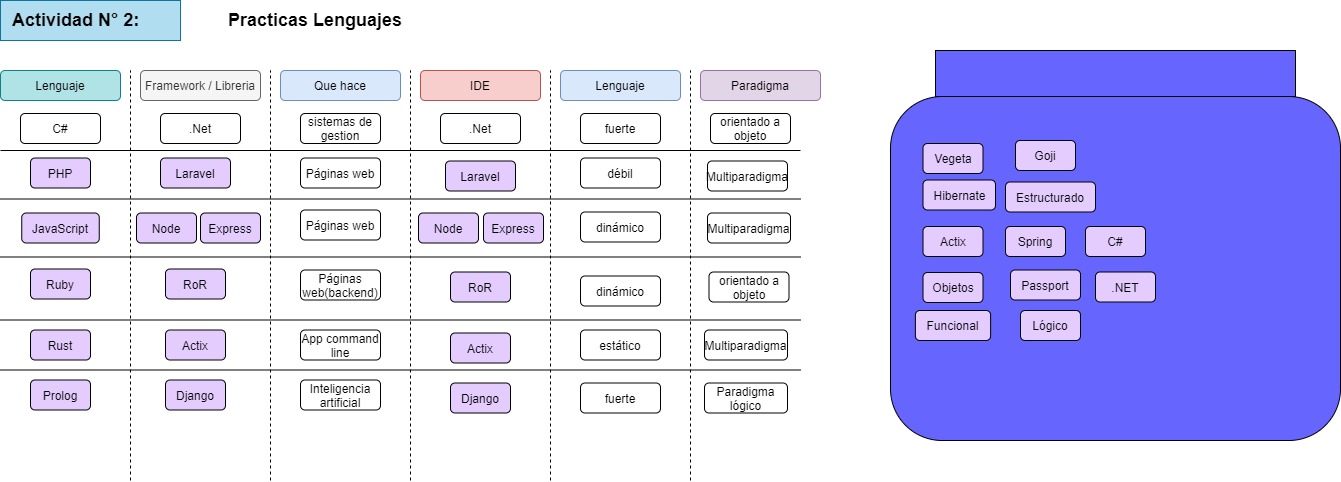 Actividad N° 2:
Practicas Lenguajes
Lenguaje
Framework / Libreria
Que hace
IDE
Lenguaje
Paradigma
C#
.Net
sistemas de
gestion
.Net
fuerte
orientado a
objeto
PHP
Laravel
Páginas web
Laravel
débil
Multiparadigma
JavaScript
Node
Express
Páginas web
Node
Express
dinámico
Multiparadigma
Ruby
RoR
Páginas
web(backend)
RoR
dinámico
orientado a
objeto
Rust
Actix
App command
line
Actix
estático
Multiparadigma
Prolog
Django
Inteligencia
artificial
Django
fuerte
Paradigma
lógico
Vegeta
Goji
Hibernate
Estructurado
Actix
Spring
C#
Objetos
Passport
.NET
Funcional
Lógico